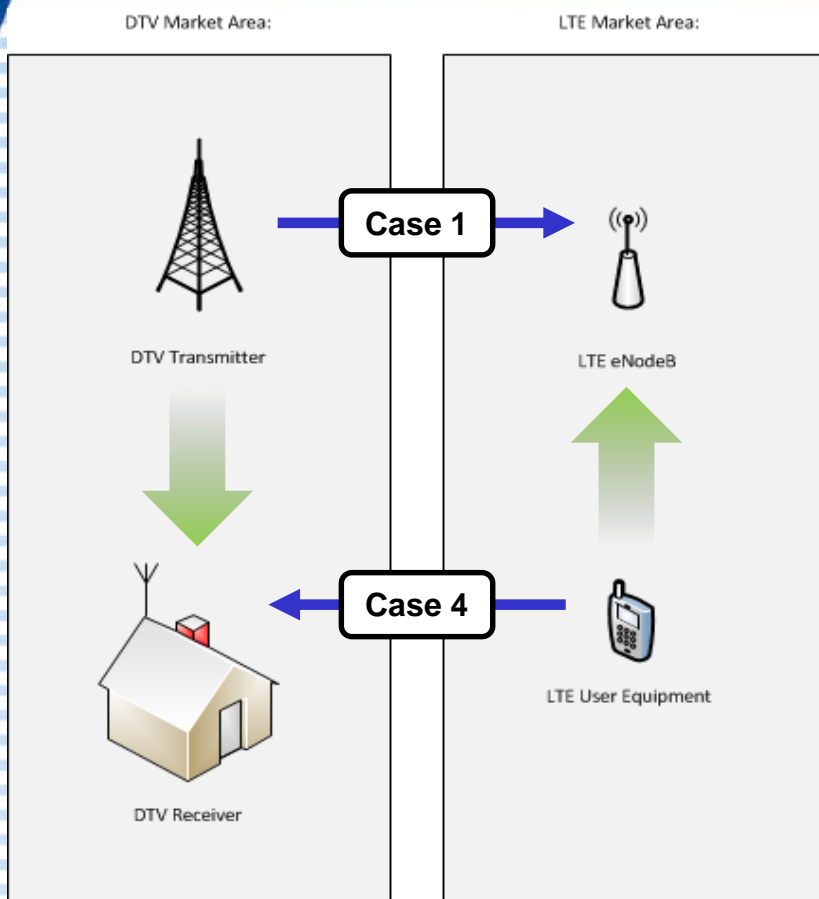 DTV Market Area:
LTE Market Area:
Case 1
DTV Transmitter
LTE eNodeB
Case 4
LTE User Equipment
DTV Receiver